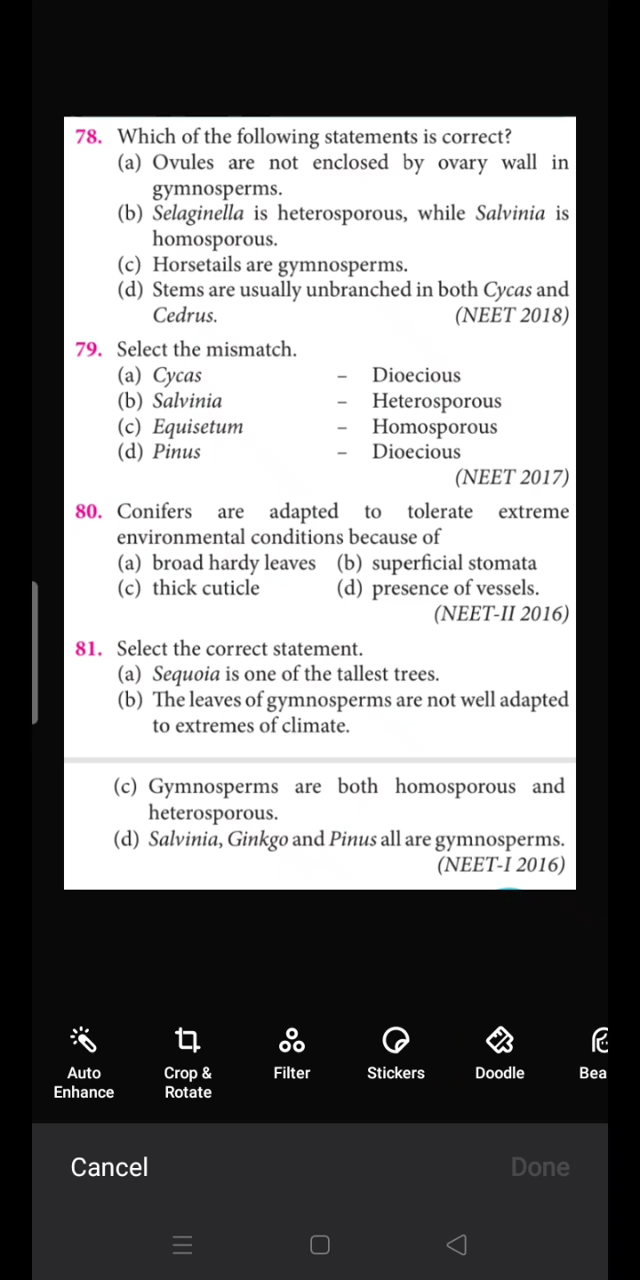 78. Which of the following statements is correct?
(a) Ovules are not enclosed by ovary wall in
gymnosperms.
(b) Selaginella is heterosporous, while Salvinia is
homosporous.
(c) Horsetails are gymnosperms.
(d) Stems are usually unbranched in both Cycas and
Cedrus. (NEET 2018)
79. Select the mismatch.
(a) Cycas – Dioecious
(b) Salvinia – Heterosporous
(c) Equisetum – Homosporous
(d) Pinus – Dioecious
(NEET 2017)
80. Conifers are adapted to tolerate extreme
environmental conditions because of
(a) broad hardy leaves (b) superficial stomata
(c) thick cuticle (d) presence of vessels.
(NEET-II 2016)
81. Select the correct statement.
(a) Sequoia is one of the tallest trees.
(b) The leaves of gymnosperms are not well adapted
to extremes of climate.
(c) Gymnosperms are both homosporous and
heterosporous.
(d) Salvinia, Ginkgo and Pinus all are gymnosperms.
(NEET-I 2016)
Auto Enhance
Crop & Rotate
Filter
Stickers
Doodle
Bea
Cancel
Done